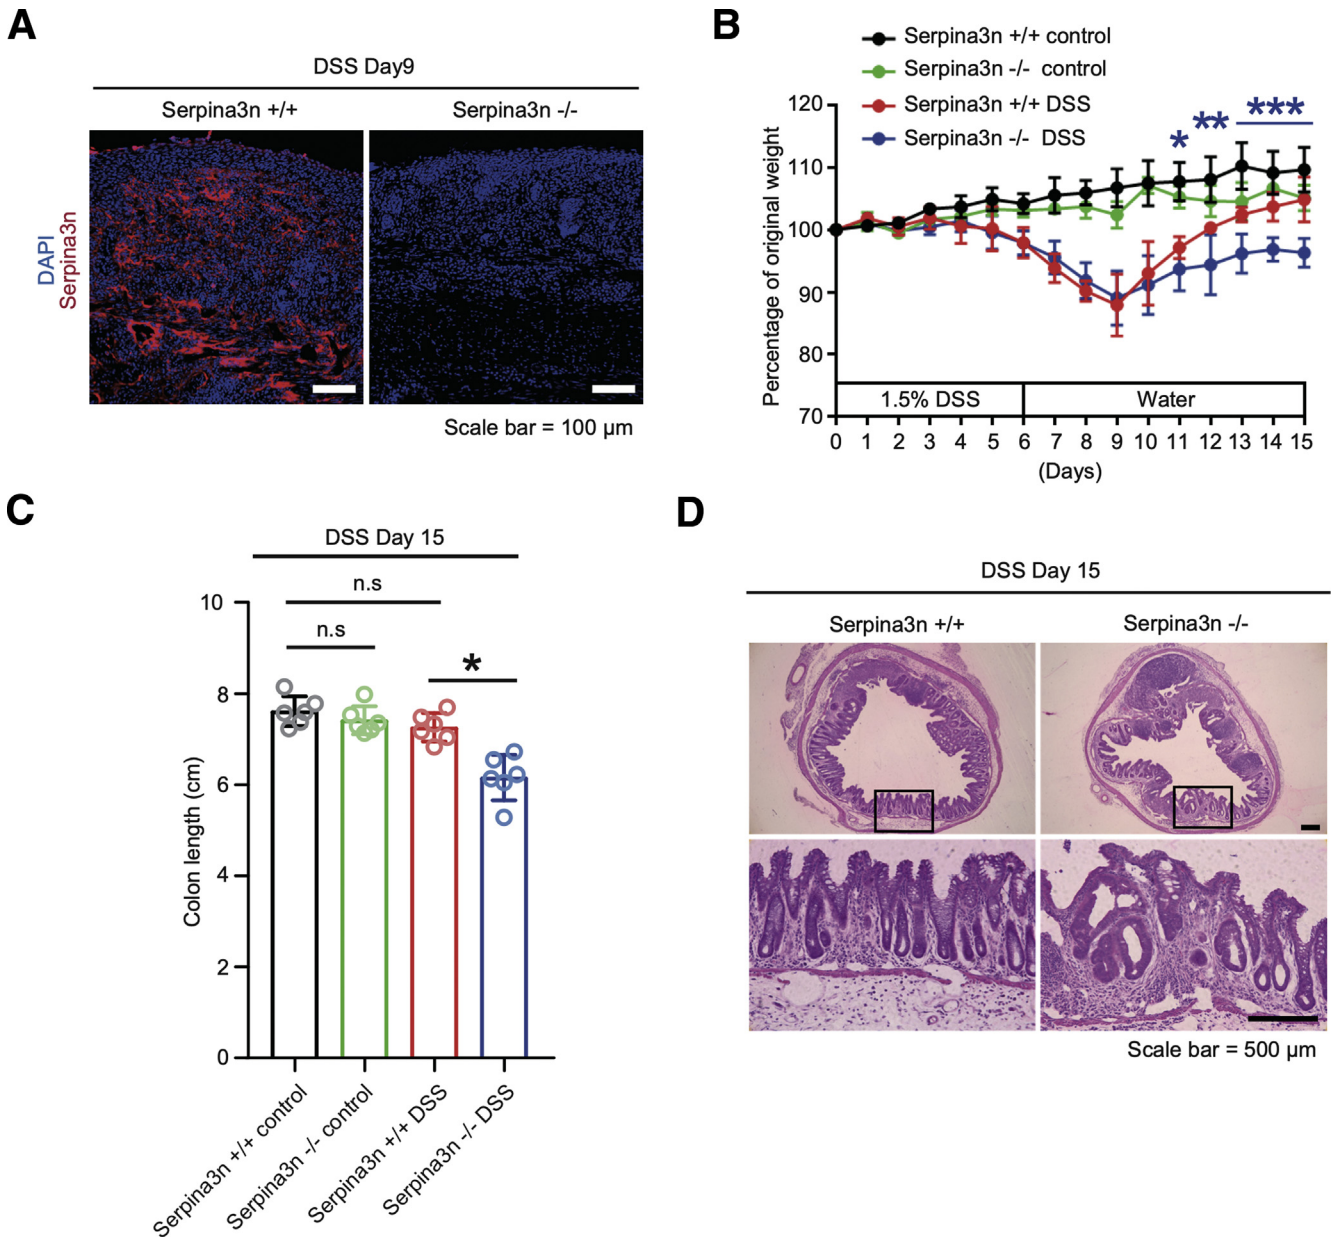 A
DSS Day9
Serpina3n +/+
Serpina3n -/-
DAPI
Serpina3n
Scale bar = 100 µm
B
Serpina3n +/+ control
Serpina3n -/- control
Serpina3n +/+ DSS
Serpina3n -/- DSS
Percentage of original weight
120
110
100
90
80
70
* ** ***
1.5% DSS Water
0 1 2 3 4 5 6 7 8 9 10 11 12 13 14 15
(Days)
C
DSS Day 15
n.s
n.s
*
Colon length (cm)
10
8
6
4
2
0
Serpina3n +/+ control
Serpina3n -/- control
Serpina3n +/+ DSS
Serpina3n -/- DSS
D
DSS Day 15
Serpina3n +/+
Serpina3n -/-
Scale bar = 500 µm